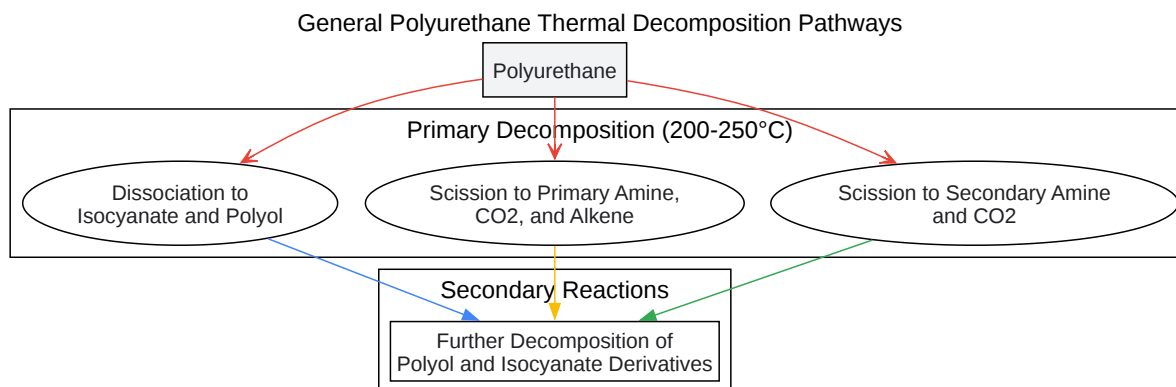 General Polyurethane Thermal Decomposition Pathways
Polyurethane
Primary Decomposition (200-250°C)
Dissociation to
Isocyanate and Polyol
Scission to Primary Amine,
CO2, and Alkene
Scission to Secondary Amine
and CO2
Secondary Reactions
Further Decomposition of
Polyol and Isocyanate Derivatives